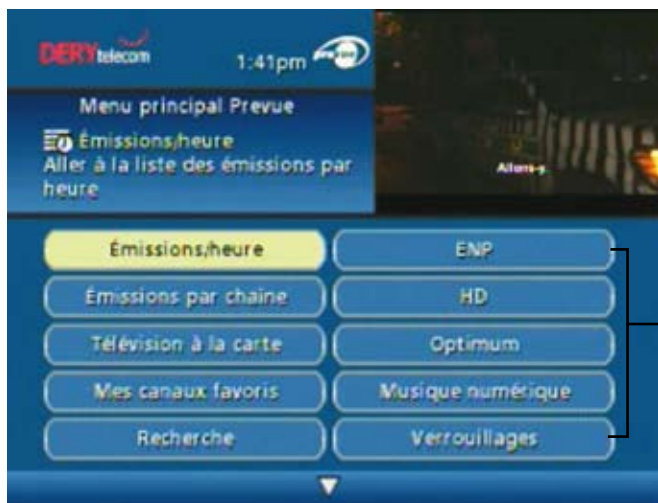 DERYtelecom
1:41pm
prevue
Menu principal Prevue
Émissions/heure
Aller à la liste des émissions par
heure
Allons-y.
Émissions/heure
ENP
Émissions par chaîne
HD
Télévision à la carte
Optimum
Mes canaux favoris
Musique numérique
Recherche
Verrouillages